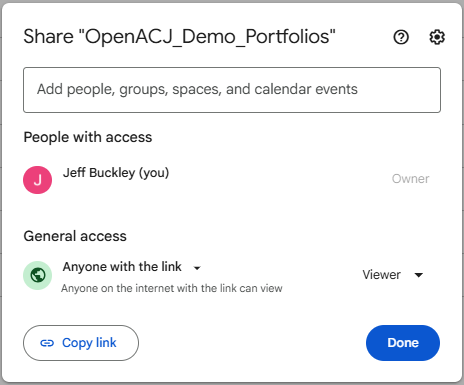 Share "OpenACJ_Demo_Portfolios"
Add people, groups, spaces, and calendar events
People with access
J
Jeff Buckley (you)
Owner
General access
Anyone with the link
Anyone on the internet with the link can view
Viewer
Copy link
Done